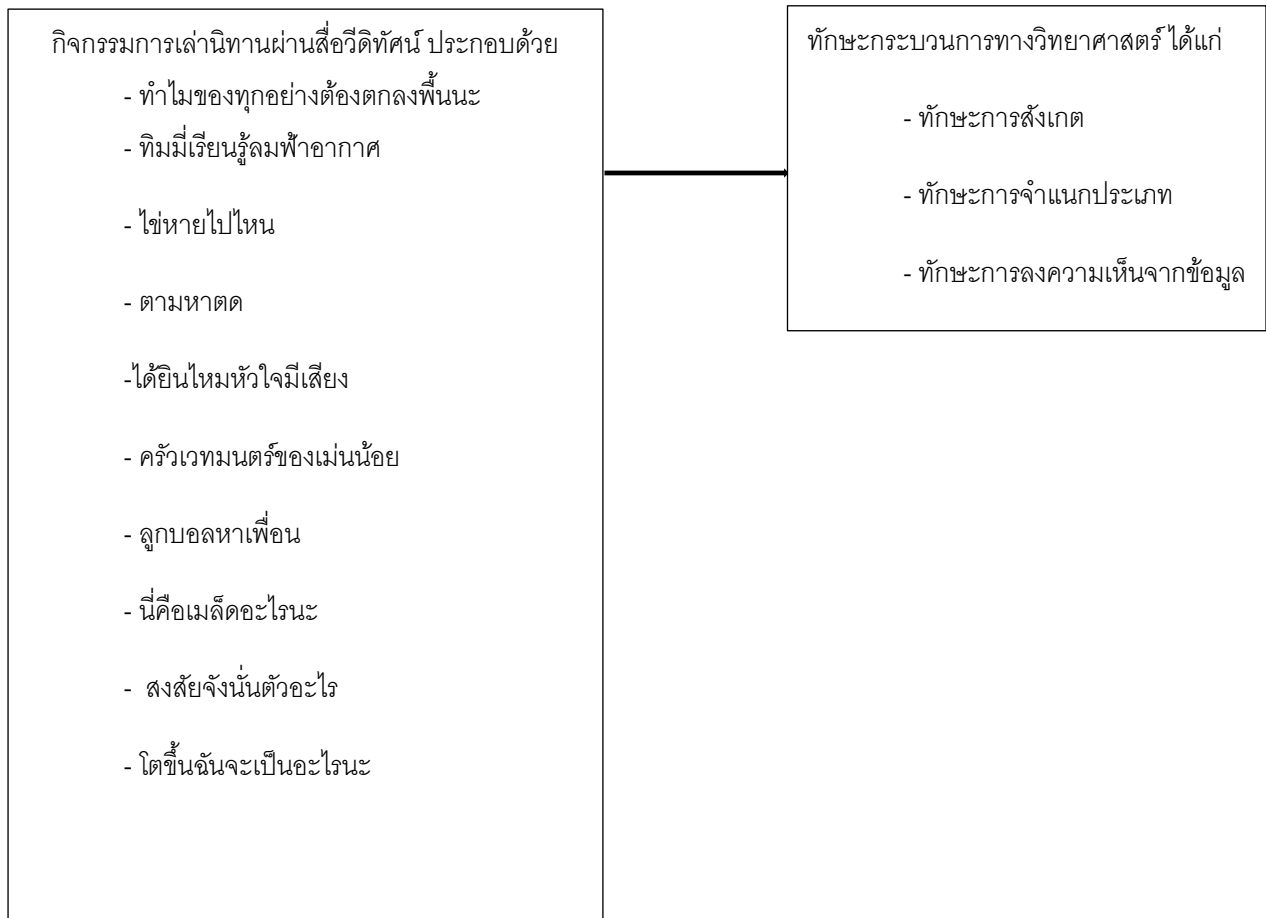 กิจกรรมการเล่านิทานผ่านสื่อวีดิทัศน์ ประกอบด้วย
- ทำไมของทุกอย่างต้องตกลงพื้นนะ
- ทิมมี่เรียนรู้ลมฟ้าอากาศ
- ไข่หายไปไหน
- ตามหาตด
-ได้ยินไหมหัวใจมีเสียง
- ครัวเวทมนตร์ของเม่นน้อย
- ลูกบอลหาเพื่อน
- นี่คือเมล็ดอะไรนะ
- สงสัยจังนั่นตัวอะไร
- โตขึ้นฉันจะเป็นอะไรนะ
ทักษะกระบวนการทางวิทยาศาสตร์ ได้แก่
- ทักษะการสังเกต
- ทักษะการจำแนกประเภท
- ทักษะการลงความเห็นจากข้อมูล